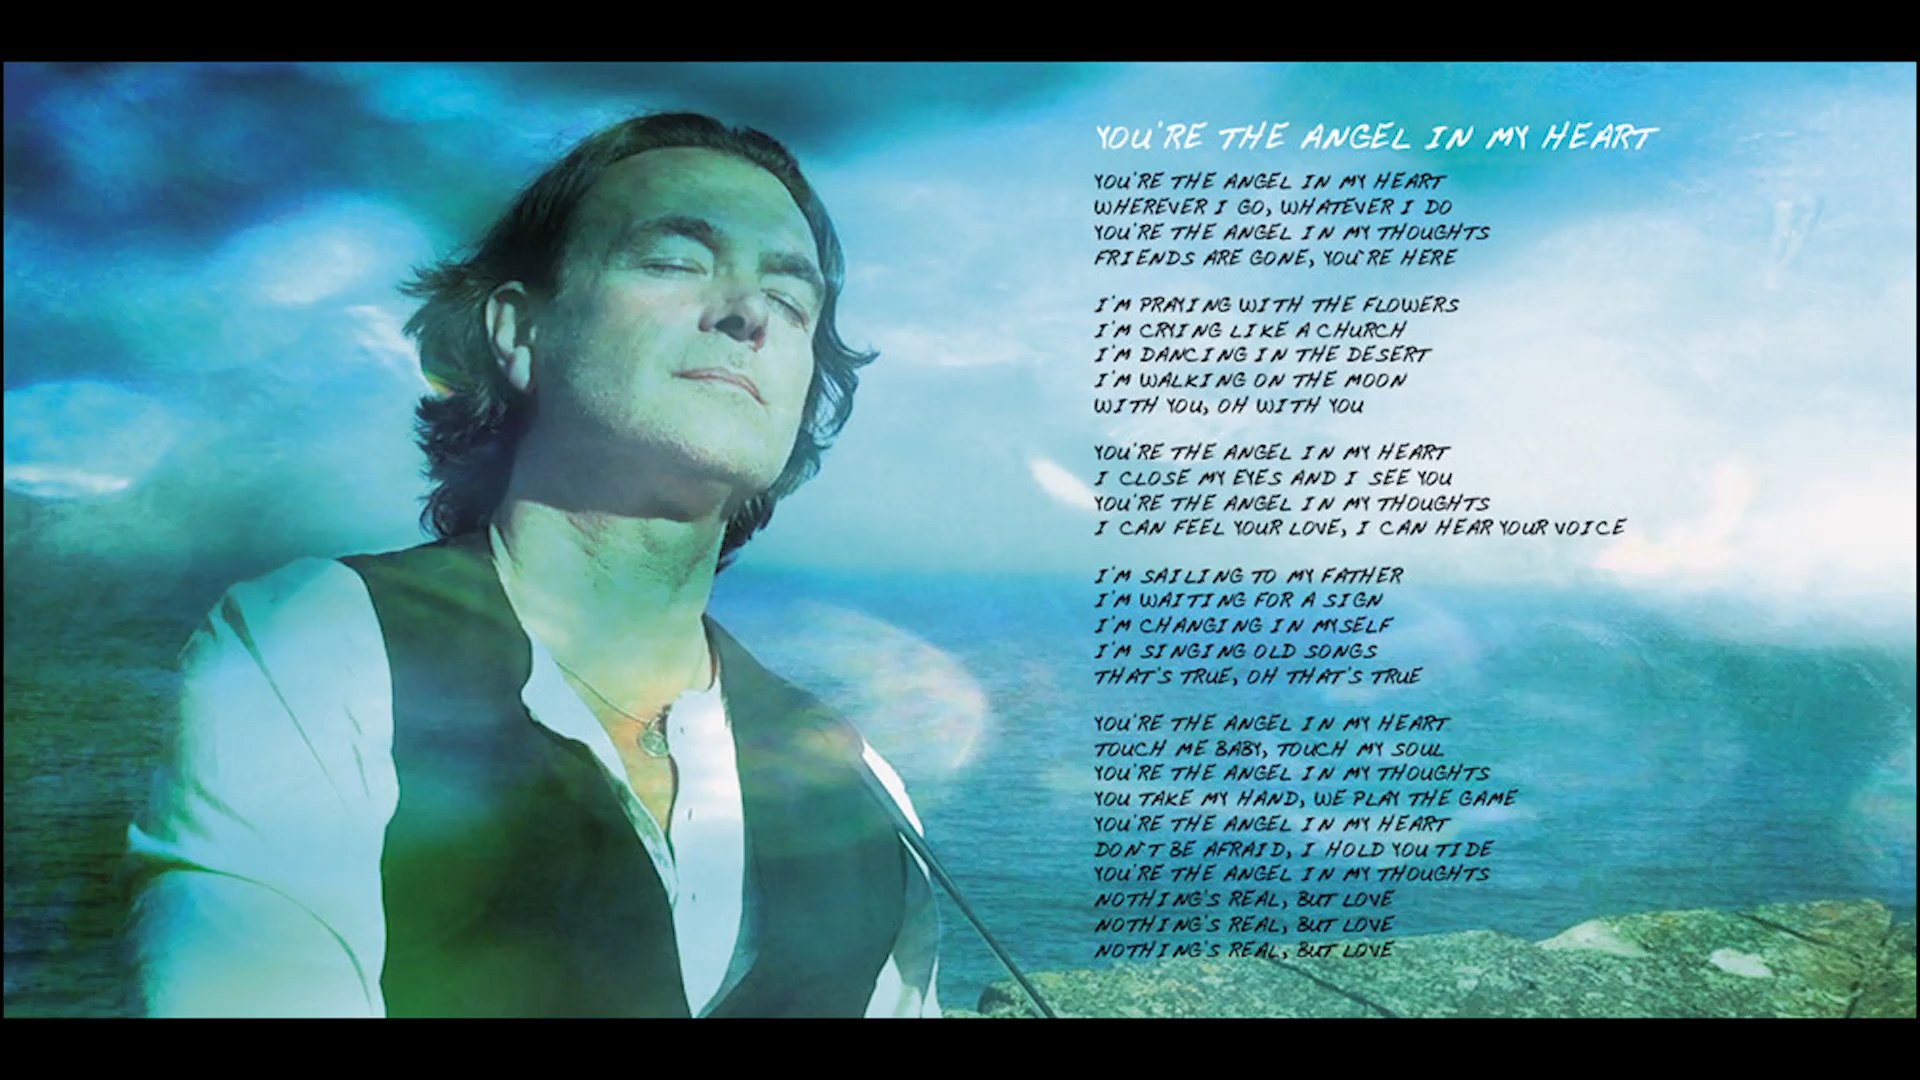 YOU'RE THE ANGEL IN MY HEART
YOU'RE THE ANGEL IN MY HEART
WHEREVER I GO, WHATEVER I DO
YOU'RE THE ANGEL IN MY THOUGHTS
FRIENDS ARE GONE, YOU'RE HERE
I'M PRAYING WITH THE FLOWERS
I'M CRYING LIKE A CHURCH
I'M DANCING IN THE DESERT
I'M WALKING ON THE MOON
WITH YOU, OH WITH YOU
YOU'RE THE ANGEL IN MY HEART
I CLOSE MY EYES AND I SEE YOU
YOU'RE THE ANGEL IN MY THOUGHTS
I CAN FEEL YOUR LOVE, I CAN HEAR YOUR VOICE
I'M SAILING TO MY FATHER
I'M WAITING FOR A SIGN
I'M CHANGING IN MYSELF
I'M SINGING OLD SONGS
THAT'S TRUE, OH THAT'S TRUE
YOU'RE THE ANGEL IN MY HEART
TOUCH ME BABY, TOUCH MY SOUL
YOU'RE THE ANGEL IN MY THOUGHTS
YOU TAKE MY HAND, WE PLAY THE GAME
YOU'RE THE ANGEL IN MY HEART
DON'T BE AFRAID, I HOLD YOU TIDE
YOU'RE THE ANGEL IN MY THOUGHTS
NOTHING'S REAL, BUT LOVE
NOTHING'S REAL, BUT LOVE
NOTHING'S REAL, BUT LOVE